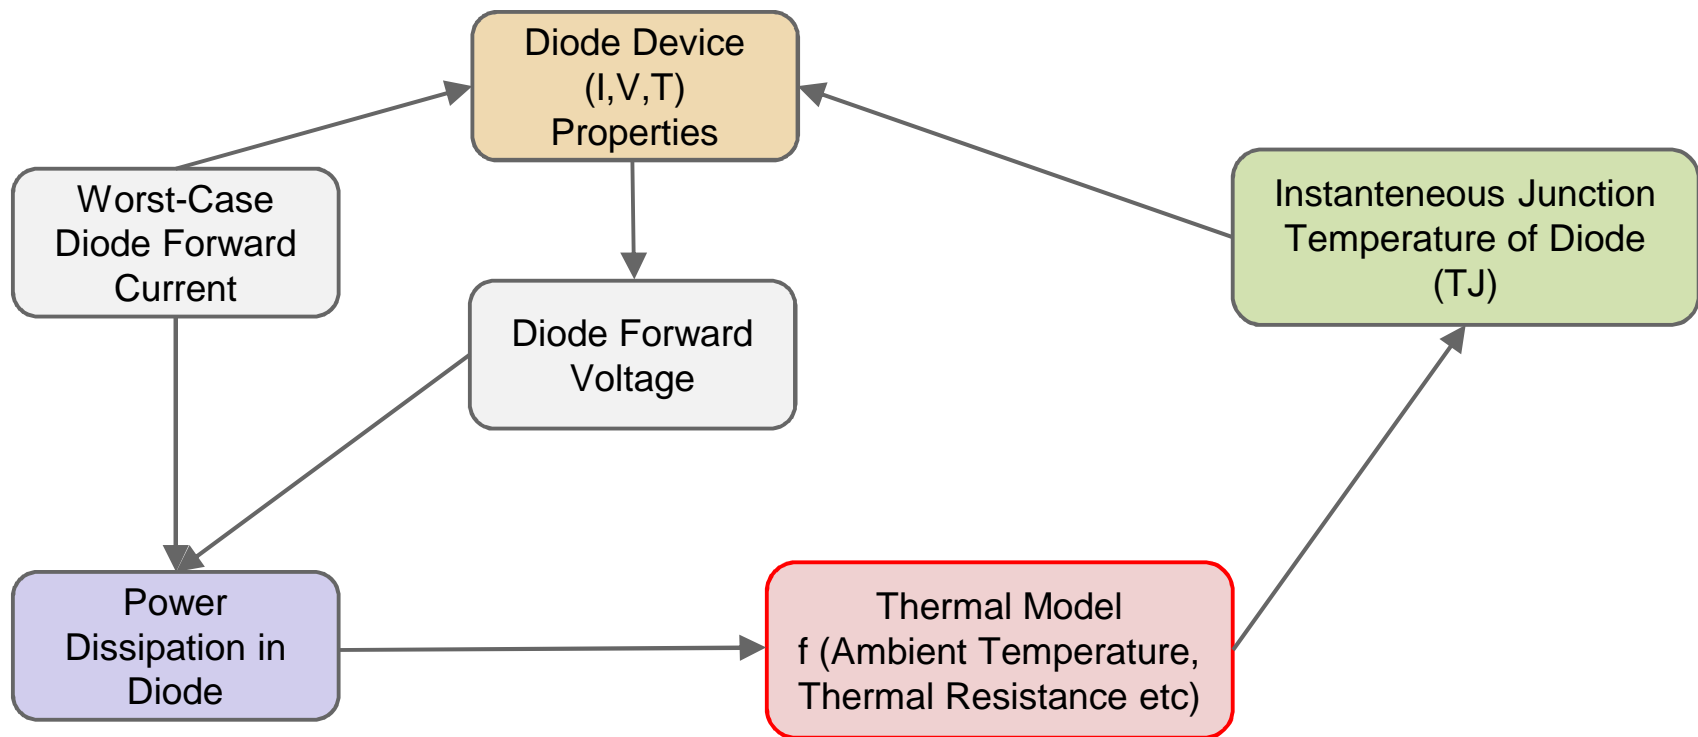 Diode Device
(I,V,T)
Properties
Worst-Case
Diode Forward
Current
Instanteneous Junction
Temperature of Diode
(TJ)
Diode Forward
Voltage
Power
Dissipation in
Diode
Thermal Model
f (Ambient Temperature,
Thermal Resistance etc)